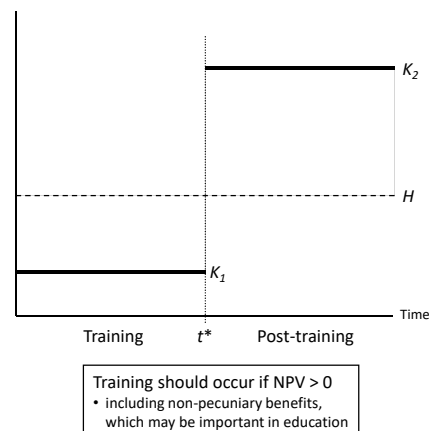 K2
H
K1
Time
Training t* Post-training
Training should occur if NPV > 0
• including non-pecuniary benefits,
which may be important in education